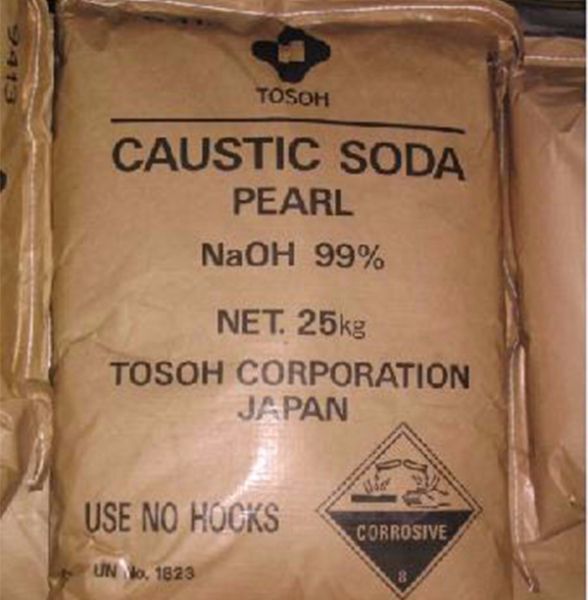 TOSOH
CAUSTIC SODA
PEARL
NaOH 99%
NET. 25kg
TOSOH CORPORATION
JAPAN
USE NO HOOKS
CORROSIVE
8
UN No. 1823
9413